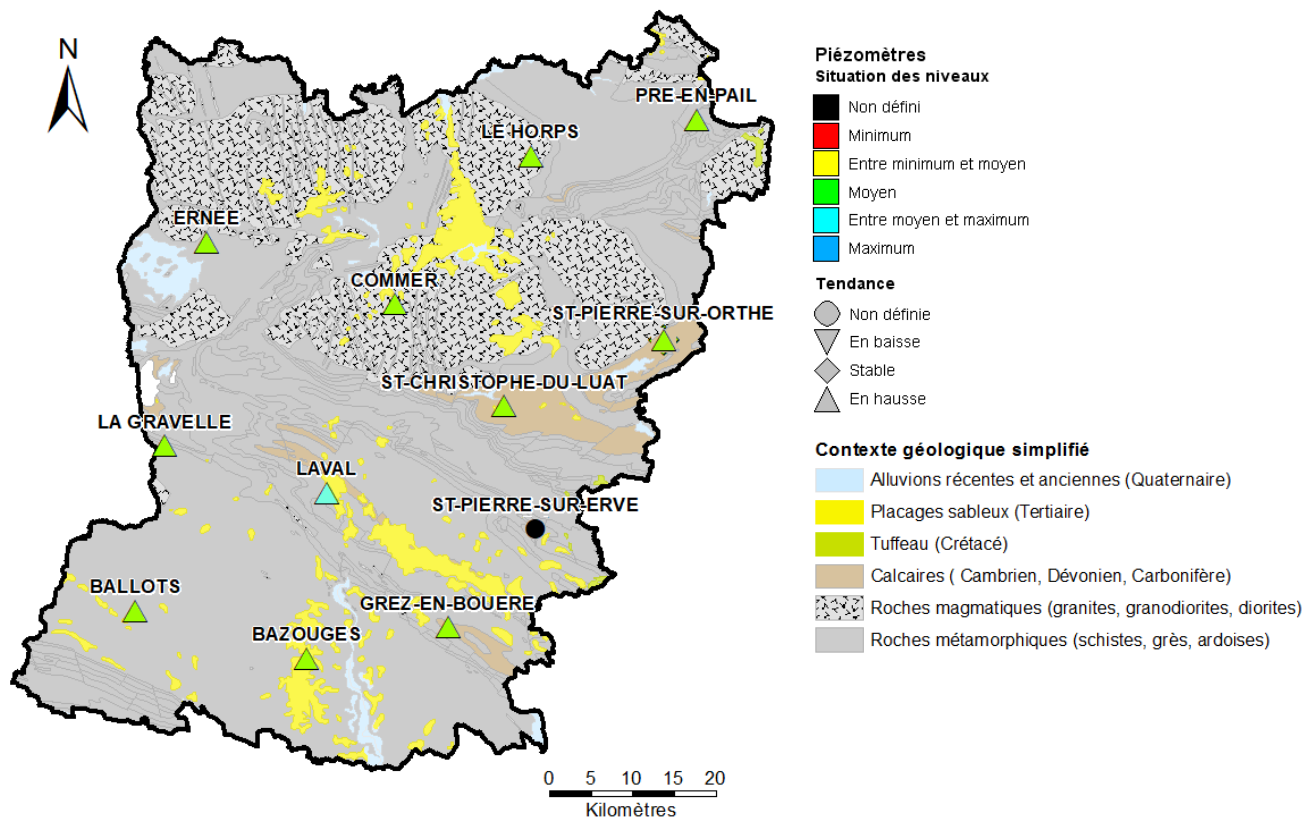 N
PRE-EN-PAIL
LE HORPS
ERNEE
COMMER
ST-PIERRE-SUR-ORTHE
ST-CHRISTOPHE-DU-LUAT
LA GRAVELLE
LAVAL
ST-PIERRE-SUR-ERVE
BALLOTS
GREZ-EN-BOUERE
BAZOUGES
0 5 10 15 20
Kilomètres
Piézomètres
Situation des niveaux
Non défini
Minimum
Entre minimum et moyen
Moyen
Entre moyen et maximum
Maximum
Tendance
Non définie
En baisse
Stable
En hausse
Contexte géologique simplifié
Alluvions récentes et anciennes (Quaternaire)
Placages sableux (Tertiaire)
Tuffeau (Crétacé)
Calcaires ( Cambrien, Dévonien, Carbonifère)
Roches magmatiques (granites, granodiorites, diorites)
Roches métamorphiques (schistes, grès, ardoises)